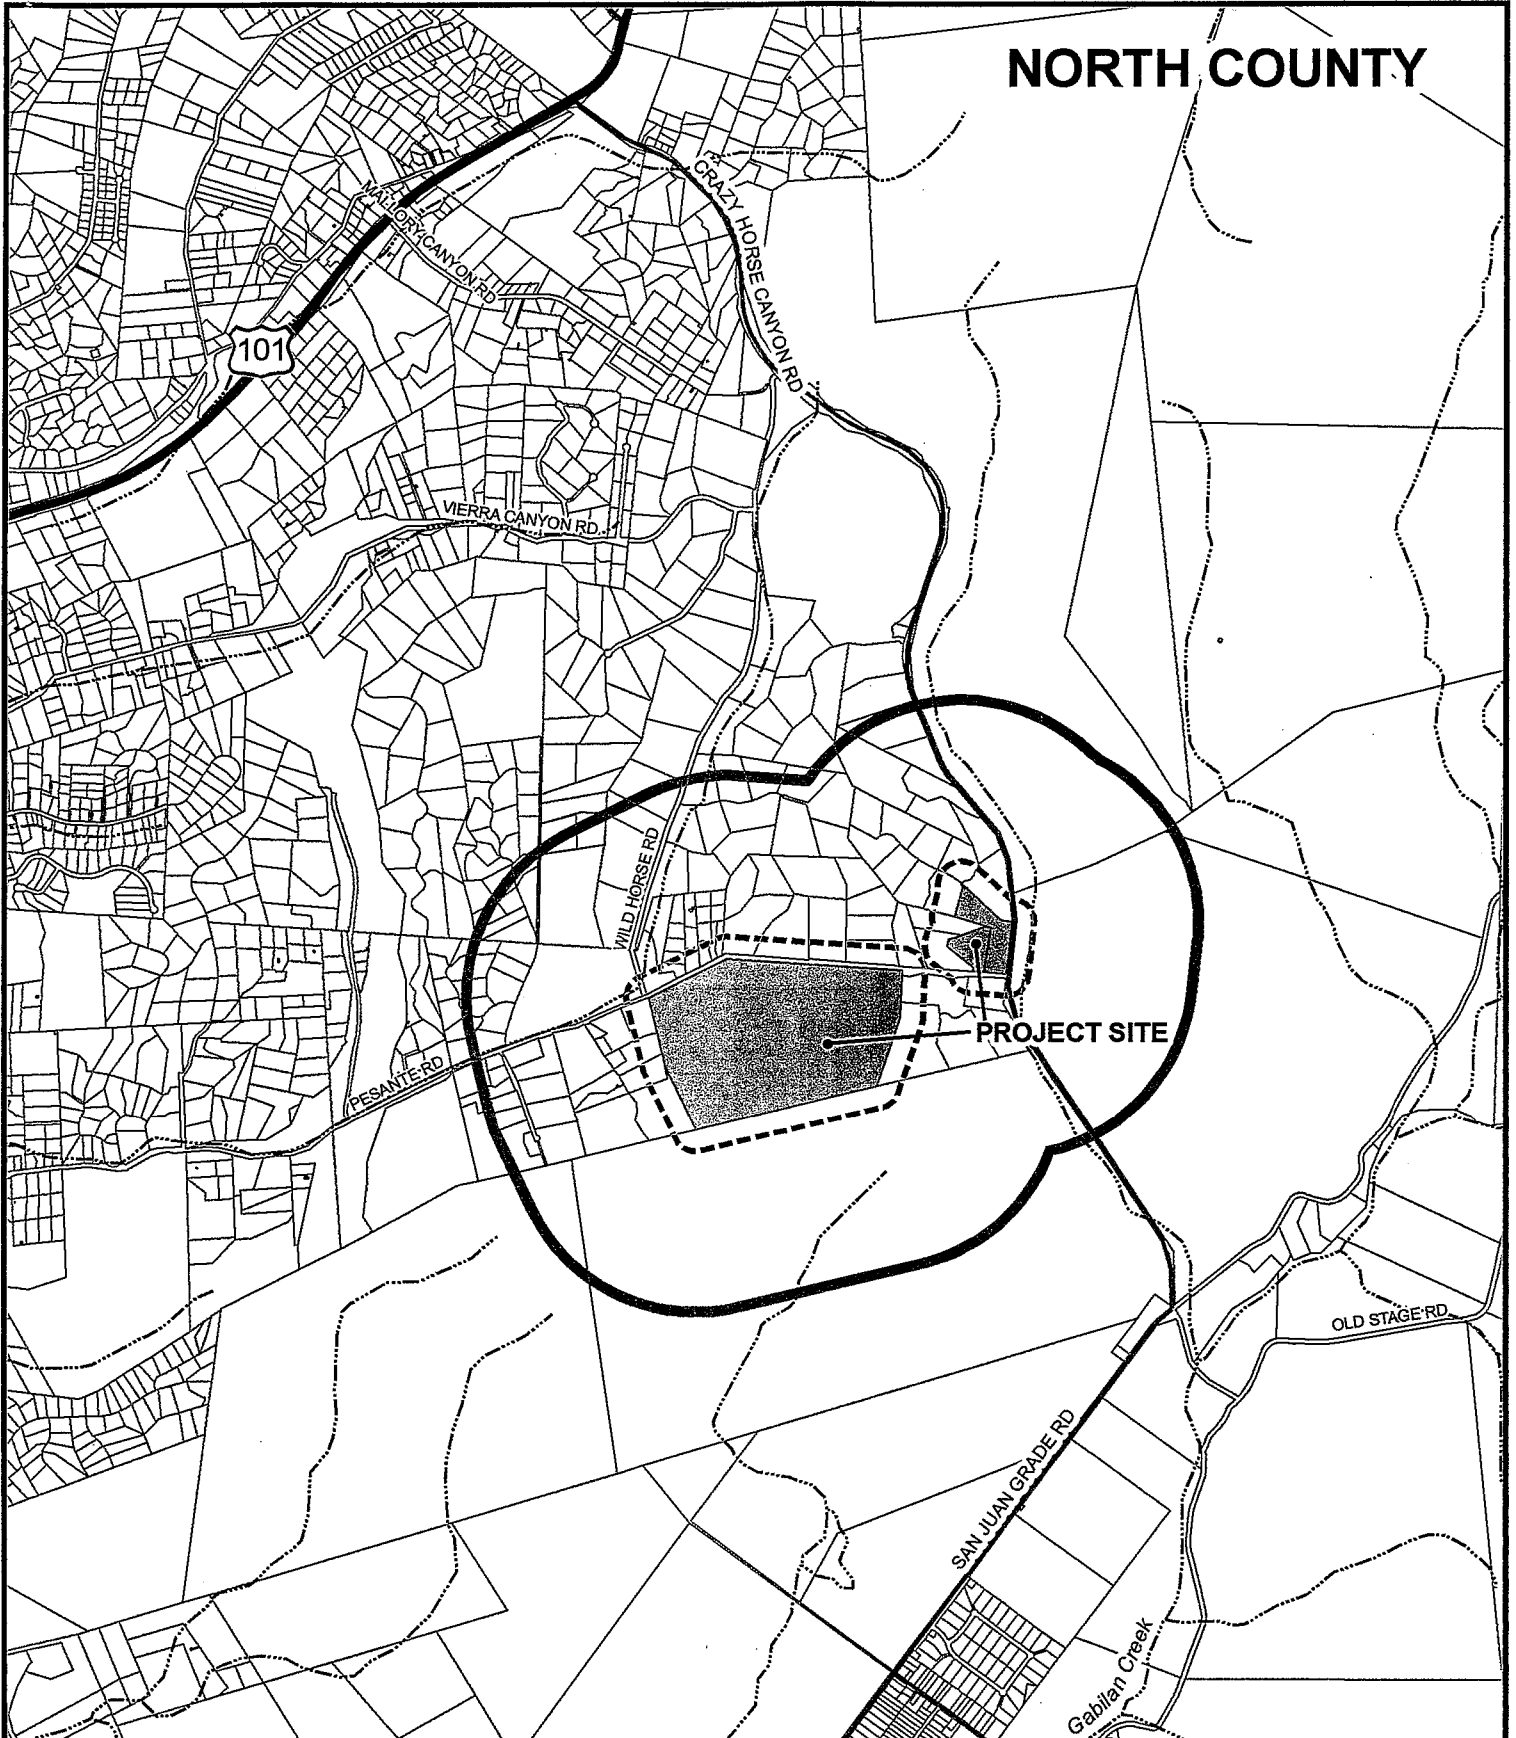 NORTH COUNTY
CRAZY HORSE CANYON RD
MALLORY CANYON RD
101
VIERRA CANYON RD
WILD HORSE RD
PROJECT SITE
PESANTE RD
OLD STAGE RD
SAN JUAN GRADE RD
Gabilan Creek